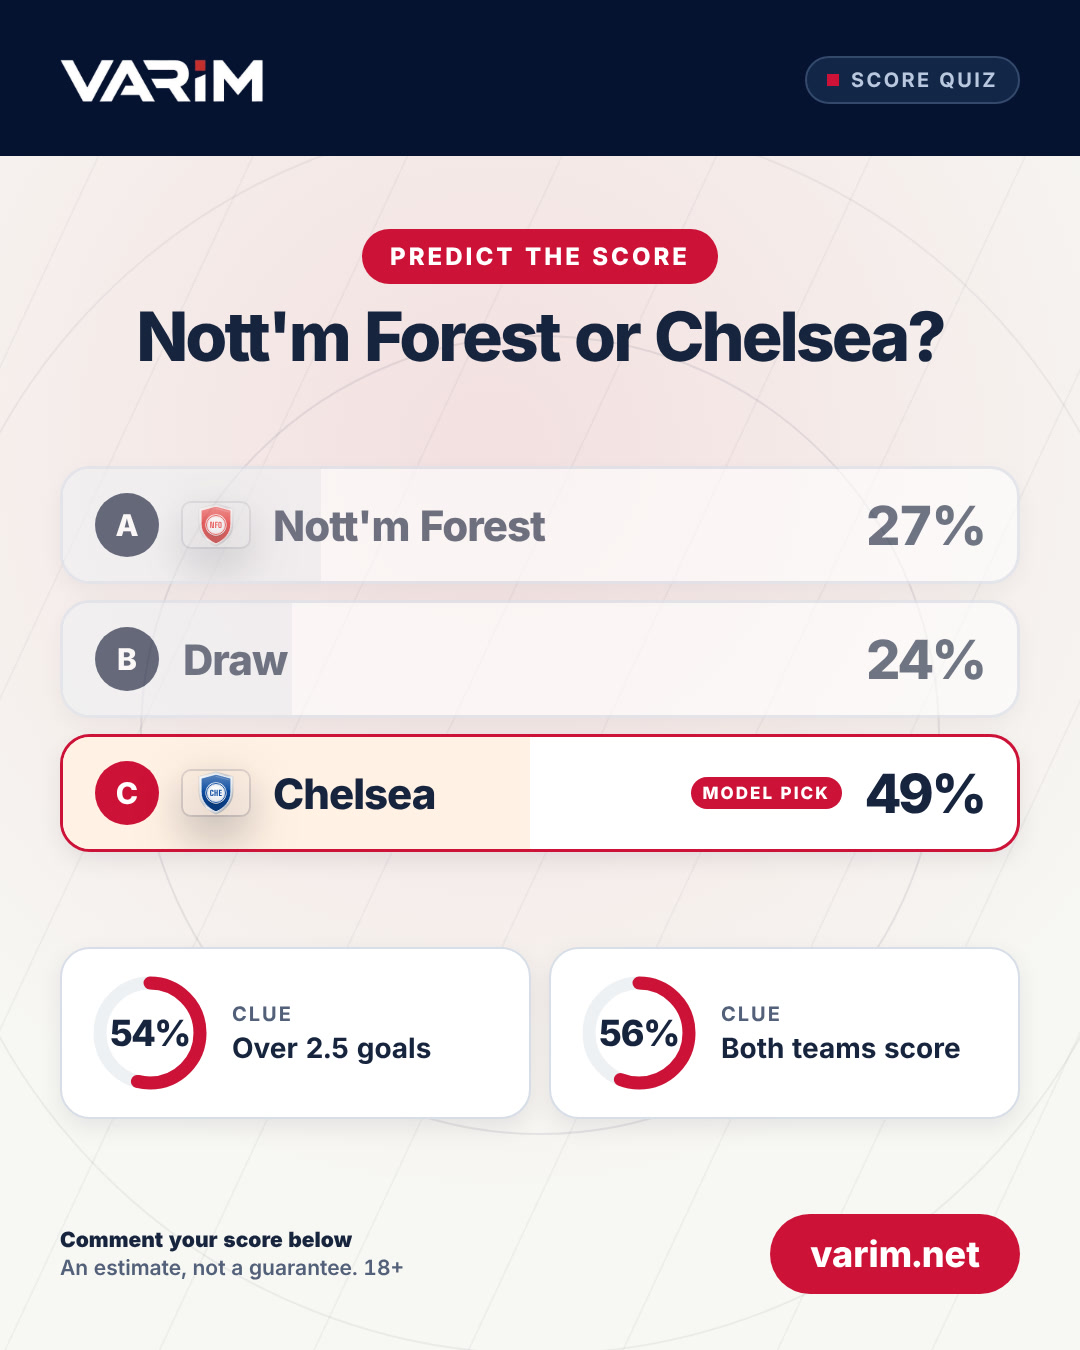 VARiM
SCORE QUIZ
PREDICT THE SCORE
Nott'm Forest or Chelsea?
A NFO Nott'm Forest 27%
B Draw 24%
C CHE Chelsea MODEL PICK 49%
54% CLUE
Over 2.5 goals
56% CLUE
Both teams score
Comment your score below
An estimate, not a guarantee. 18+
varim.net